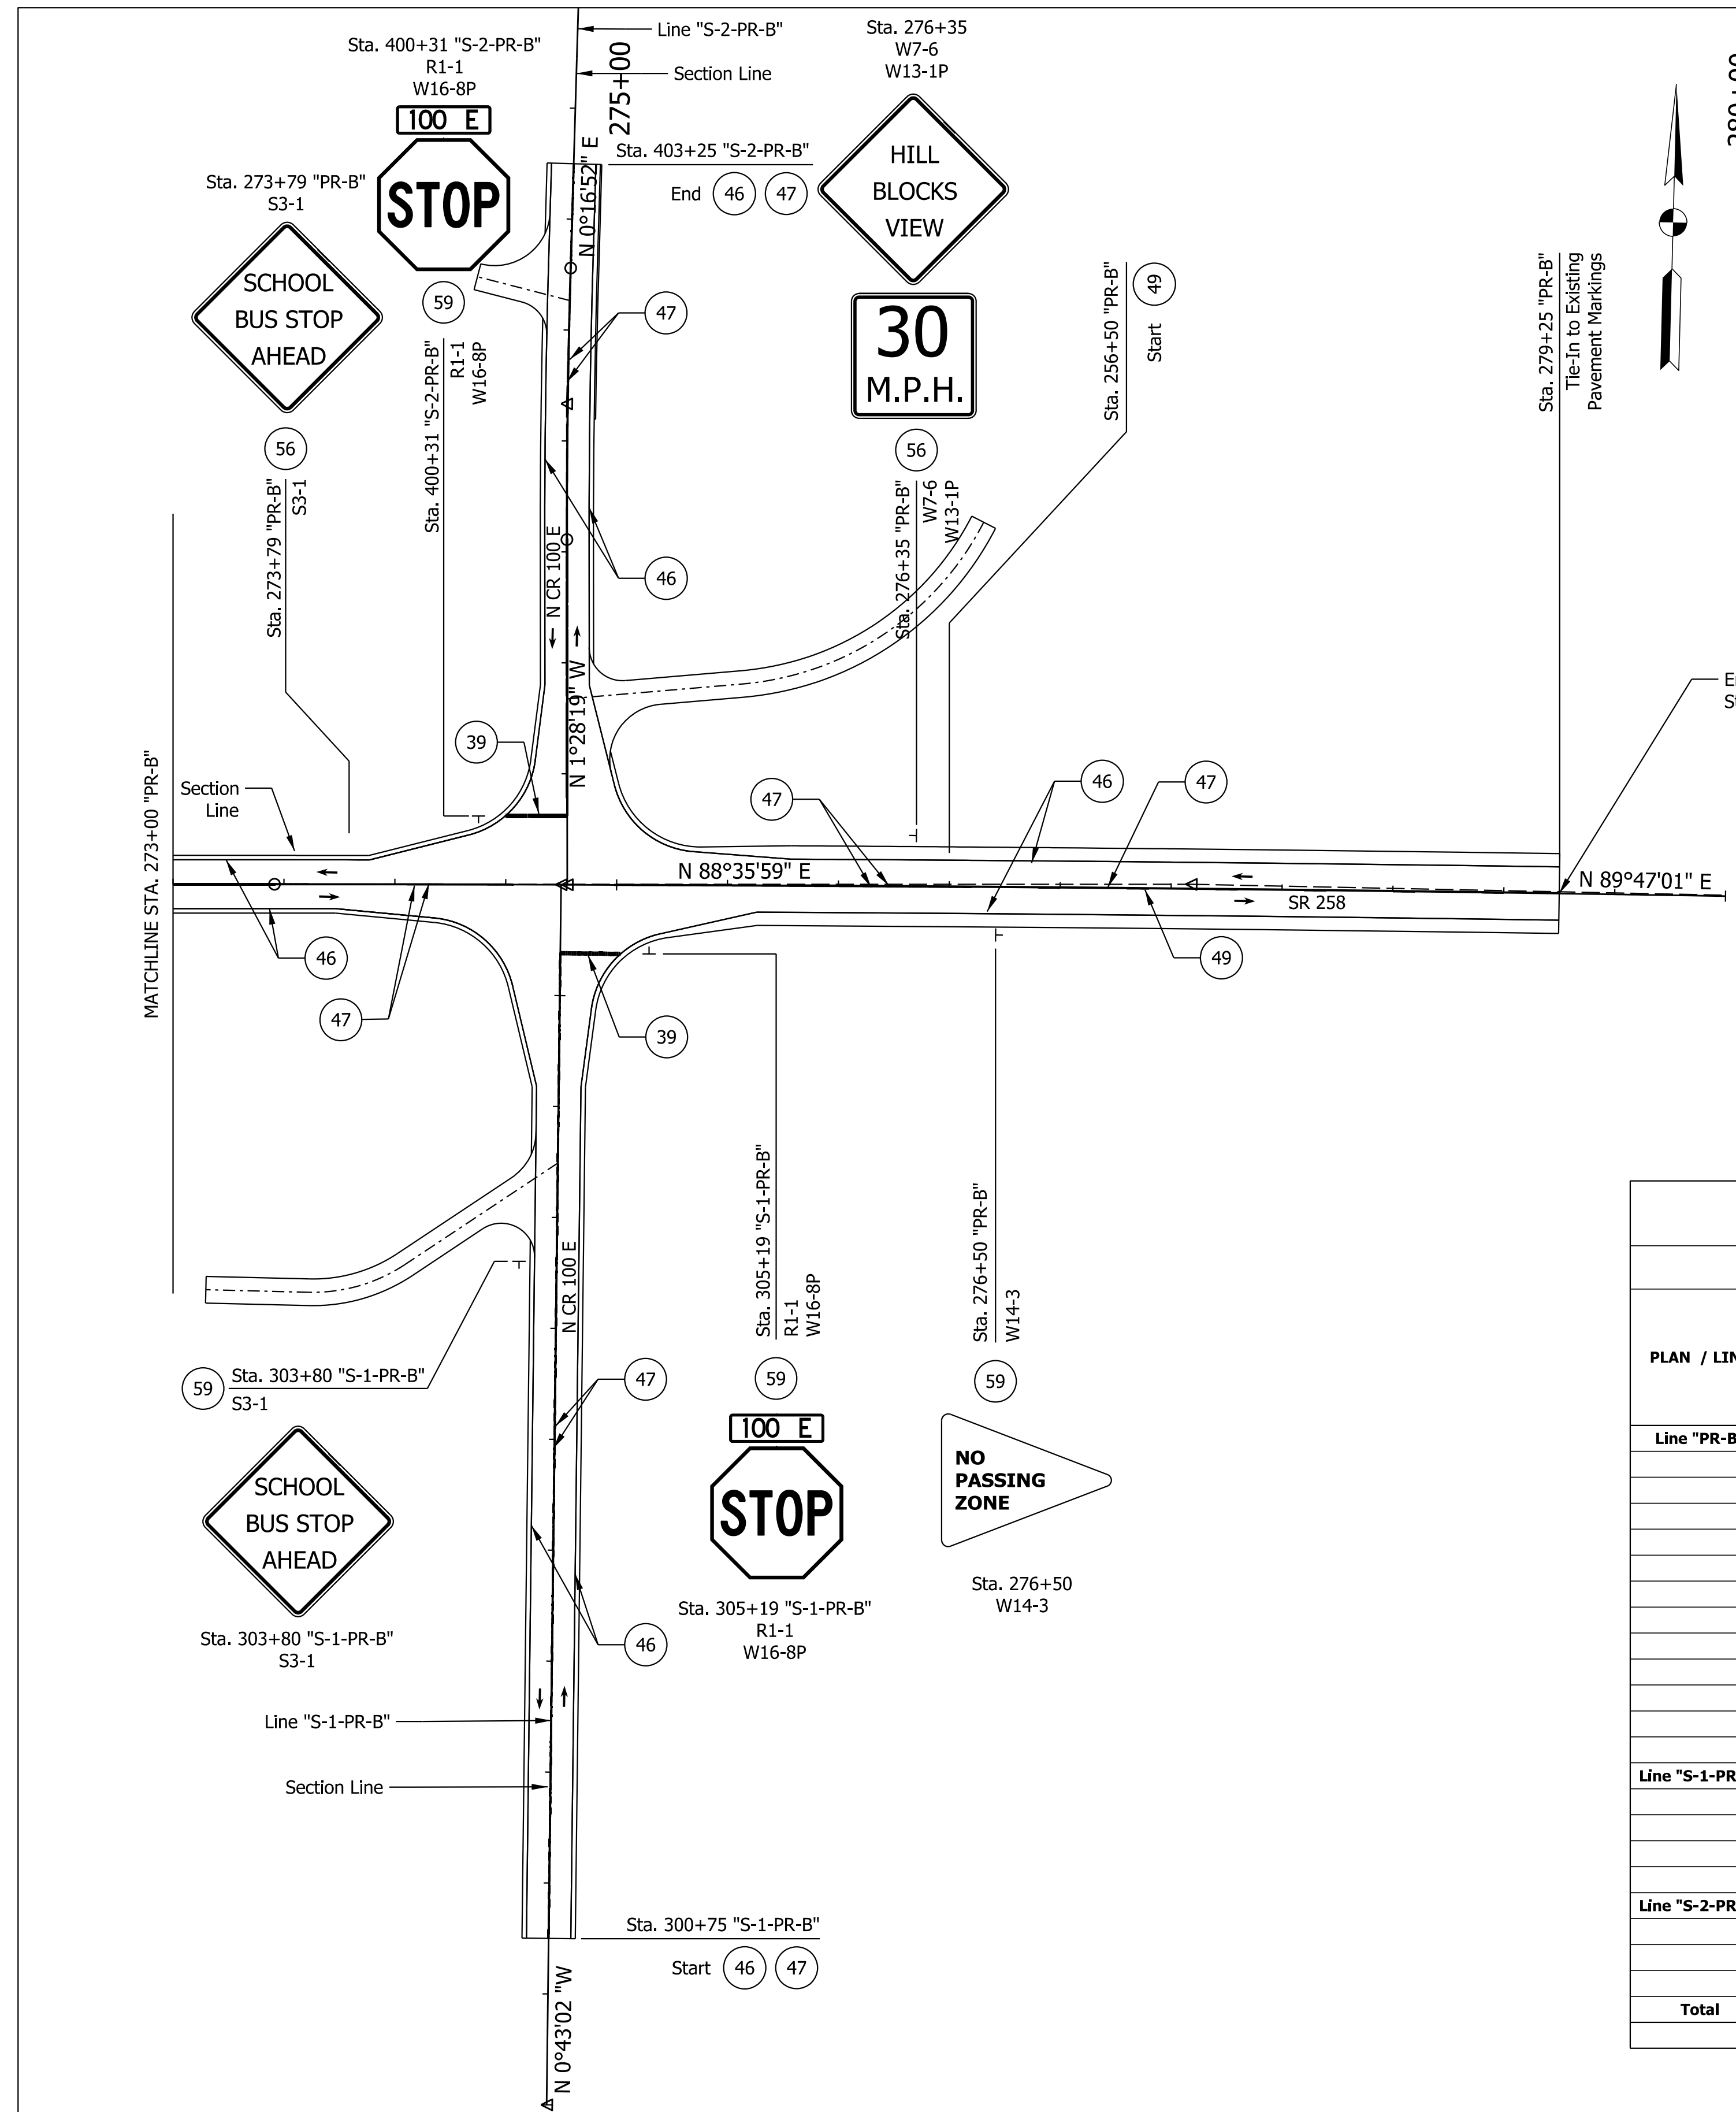 Line "S-2-PR-B"
Section Line
275+00
Sta. 400+31 "S-2-PR-B"
R1-1
W16-8P
100 E
STOP
59
Sta. 400+31 "S-2-PR-B"
R1-1
W16-8P
Sta. 276+35
W7-6
W13-1P
HILL
BLOCKS
VIEW
30
M.P.H.
56
Sta. 276+35 "PR-B"
W7-6
W13-1P
Sta. 403+25 "S-2-PR-B"
End 46 47
N 0°16'52" E
Sta. 273+79 "PR-B"
S3-1
SCHOOL
BUS STOP
AHEAD
56
Sta. 273+79 "PR-B"
S3-1
47
46
N CR 100 E
N 1°28'19" W
39
Sta. 256+50 "PR-B"
49
Start
Sta. 279+25 "PR-B"
Tie-In to Existing
Pavement Markings
MATCHLINE STA. 273+00 "PR-B"
Section
Line
47
46
47
N 88°35'59" E
SR 258
N 89°47'01" E
46
47
39
49
Sta. 305+19 "S-1-PR-B"
R1-1
W16-8P
59
100 E
STOP
Sta. 305+19 "S-1-PR-B"
R1-1
W16-8P
Sta. 276+50 "PR-B"
W14-3
59
NO
PASSING
ZONE
Sta. 276+50
W14-3
N CR 100 E
59
Sta. 303+80 "S-1-PR-B"
S3-1
SCHOOL
BUS STOP
AHEAD
Sta. 303+80 "S-1-PR-B"
S3-1
47
46
Line "S-1-PR-B"
Section Line
Sta. 300+75 "S-1-PR-B"
Start 46 47
N 0°43'02 "W
PLAN /
Line "PR-B
Line "S-1-PR
Line "S-2-PR
Total